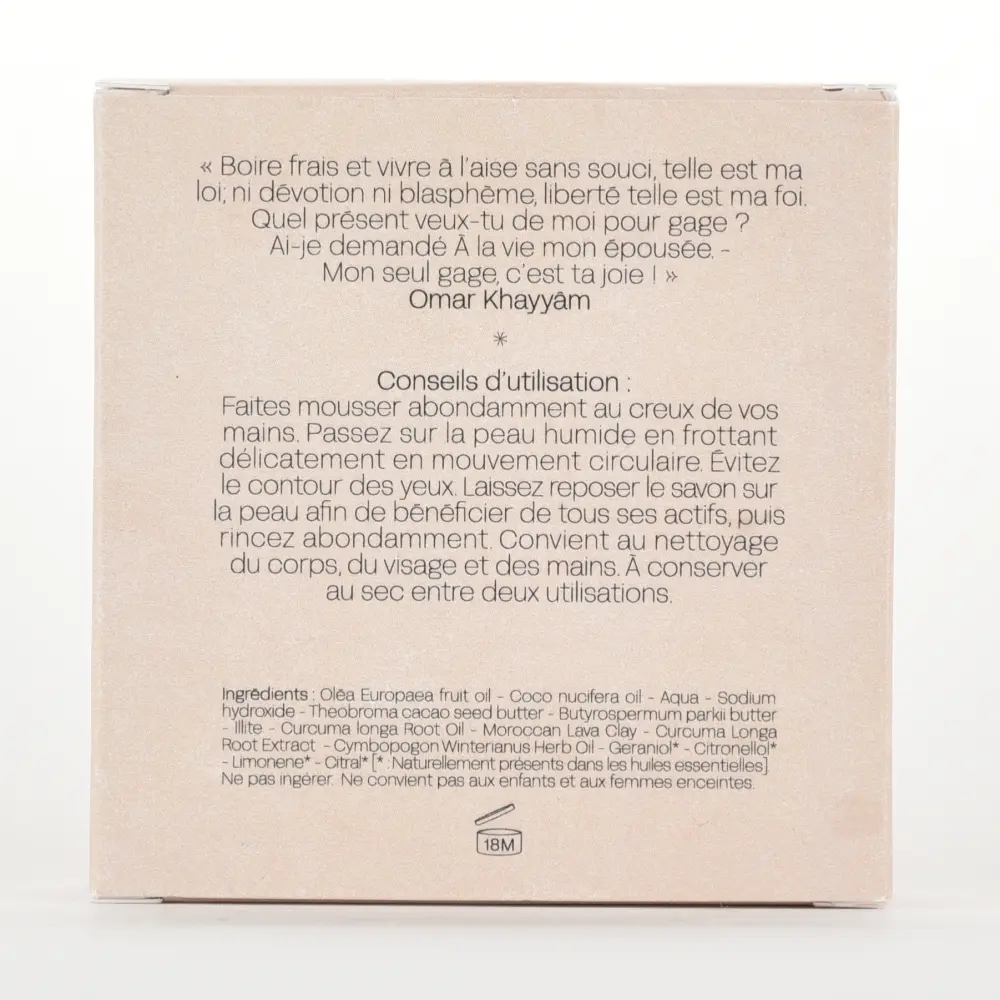 « Boire frais et vivre à l'aise sans souci, telle est ma
loi; ni dévotion ni blasphème, liberté telle est ma foi.
Quel présent veux-tu de moi pour gage ?
Ai-je demandé À la vie mon épousée. -
Mon seul gage, c'est ta joie ! »
Omar Khayyâm
*
Conseils d'utilisation :
Faites mousser abondamment au creux de vos
mains. Passez sur la peau humide en frottant
délicatement en mouvement circulaire. Évitez
le contour des yeux. Laissez reposer le savon sur
la peau afin de bénéficier de tous ses actifs, puis
rincez abondamment. Convient au nettoyage
du corps, du visage et des mains. À conserver
au sec entre deux utilisations.
Ingrédients : Oléa Europaea fruit oil - Coco nucifera oil - Aqua - Sodium
hydroxide - Theobroma cacao seed butter - Butyrospermum parkii butter
- Illite - Curcuma longa Root Oil - Moroccan Lava Clay - Curcuma Longa
Root Extract - Cymbopogon Winterianus Herb Oil - Geraniol* - Citronellol*
- Limonene* - Citral* [* : Naturellement présents dans les huiles essentielles]
Ne pas ingérer. Ne convient pas aux enfants et aux femmes enceintes.
18M